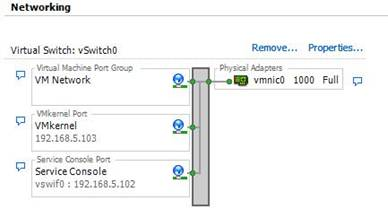 Networking
Virtual Switch: vSwitch0 Remove... Properties...
Virtual Machine Port Group Physical Adapters
VM Network vmnic0 1000 Full
VMkernel Port
VMkernel
192.168.5.103
Service Console Port
Service Console
vswif0 : 192.168.5.102